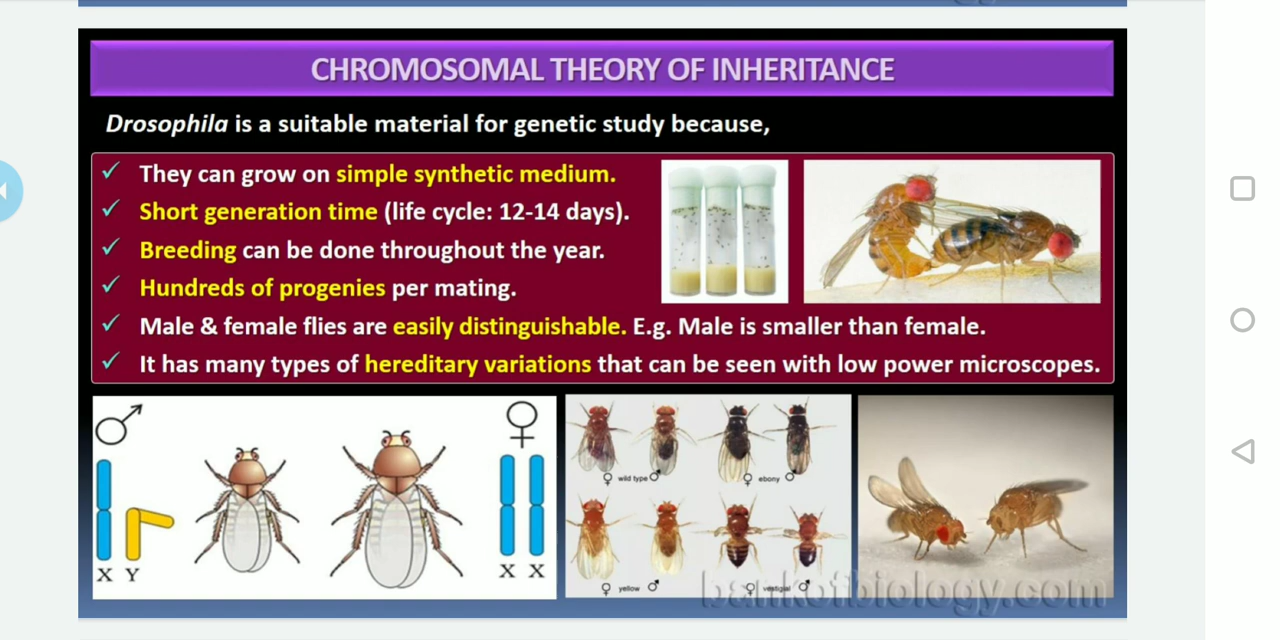 CHROMOSOMAL THEORY OF INHERITANCE
Drosophila is a suitable material for genetic study because,
✓ They can grow on simple synthetic medium.
✓ Short generation time (life cycle: 12-14 days).
✓ Breeding can be done throughout the year.
✓ Hundreds of progenies per mating.
✓ Male & female flies are easily distinguishable. E.g. Male is smaller than female.
✓ It has many types of hereditary variations that can be seen with low power microscopes.
♂ ♀
X Y X X
♀ wild type ♂ ♀ ebony ♂
♀ yellow ♂ ♀ vestigial ♂
bankofbiology.com